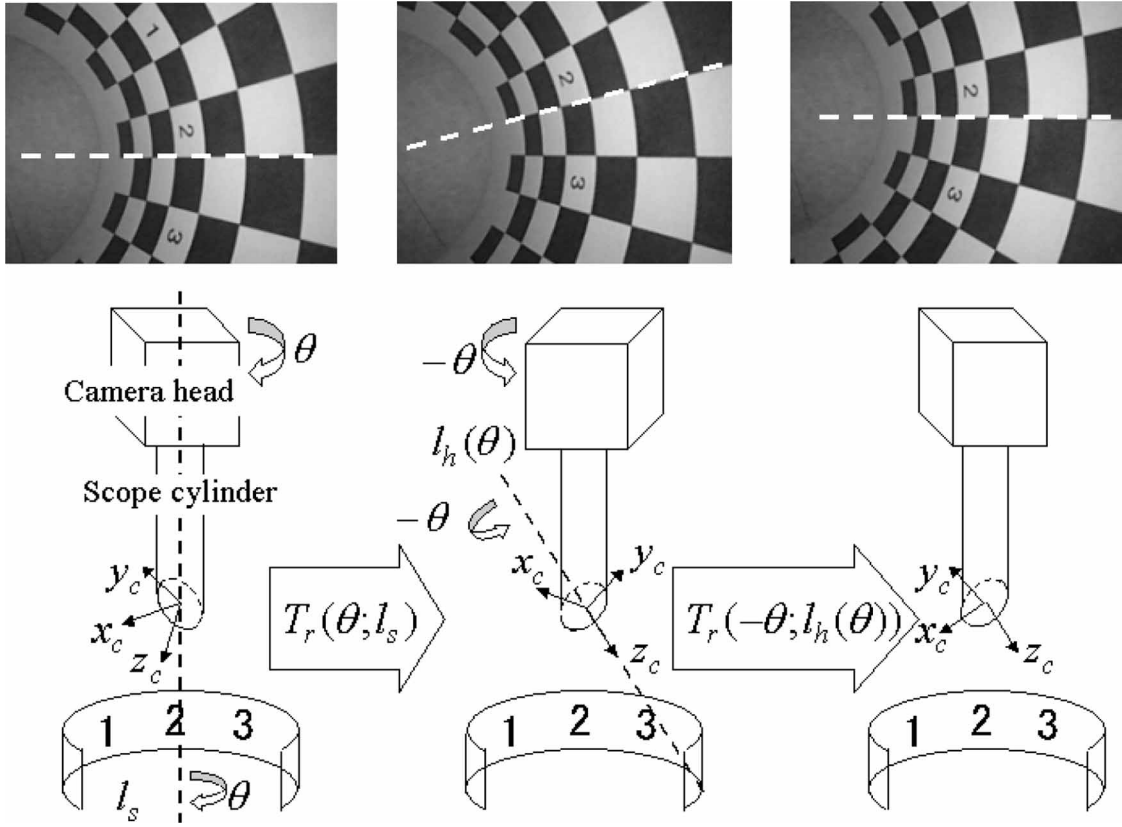 1
2
3
2
3
2
3
θ
−θ
Camera head
l_h(θ)
Scope cylinder
−θ
y_c
x_c
z_c
T_r(θ;l_s)
x_c
y_c
z_c
T_r(−θ;l_h(θ))
y_c
x_c
z_c
1 2 3
1 2 3
1 2 3
l_s
θ